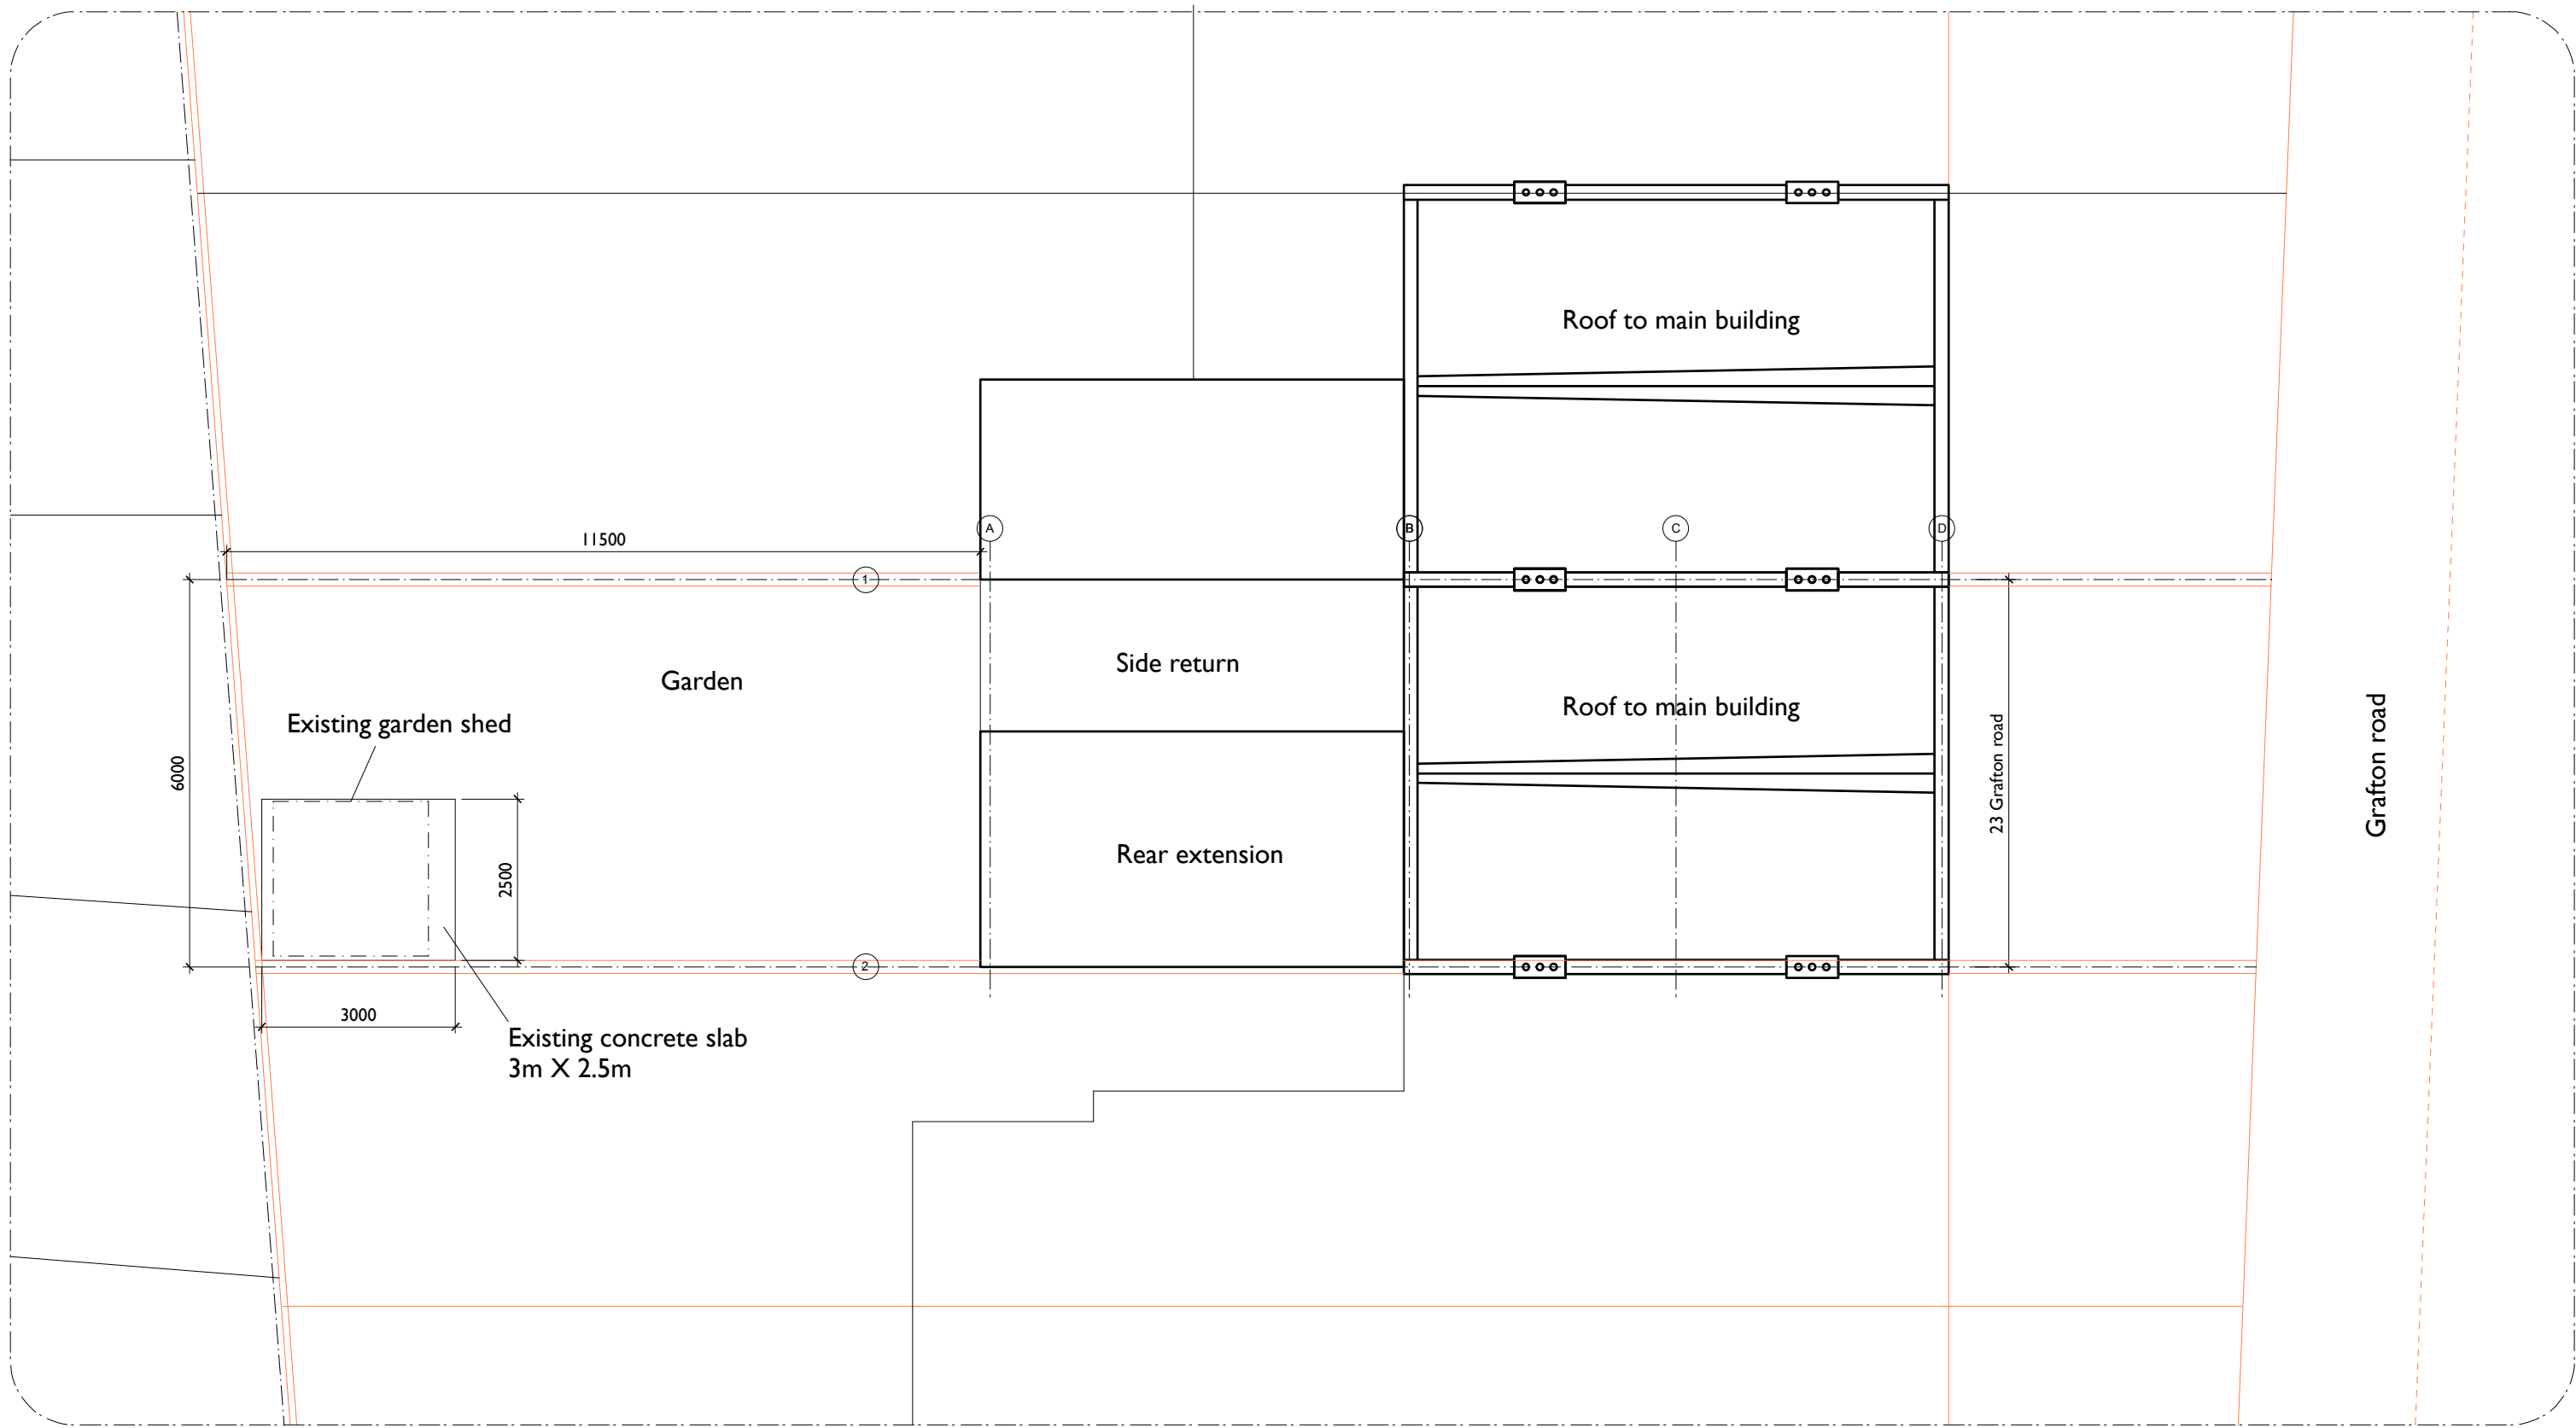 Roof to main building
11500
A
B
C
D
1
Side return
Garden
Roof to main building
Existing garden shed
6000
23 Grafton road
Grafton road
2500
Rear extension
2
3000
Existing concrete slab
3m X 2.5m